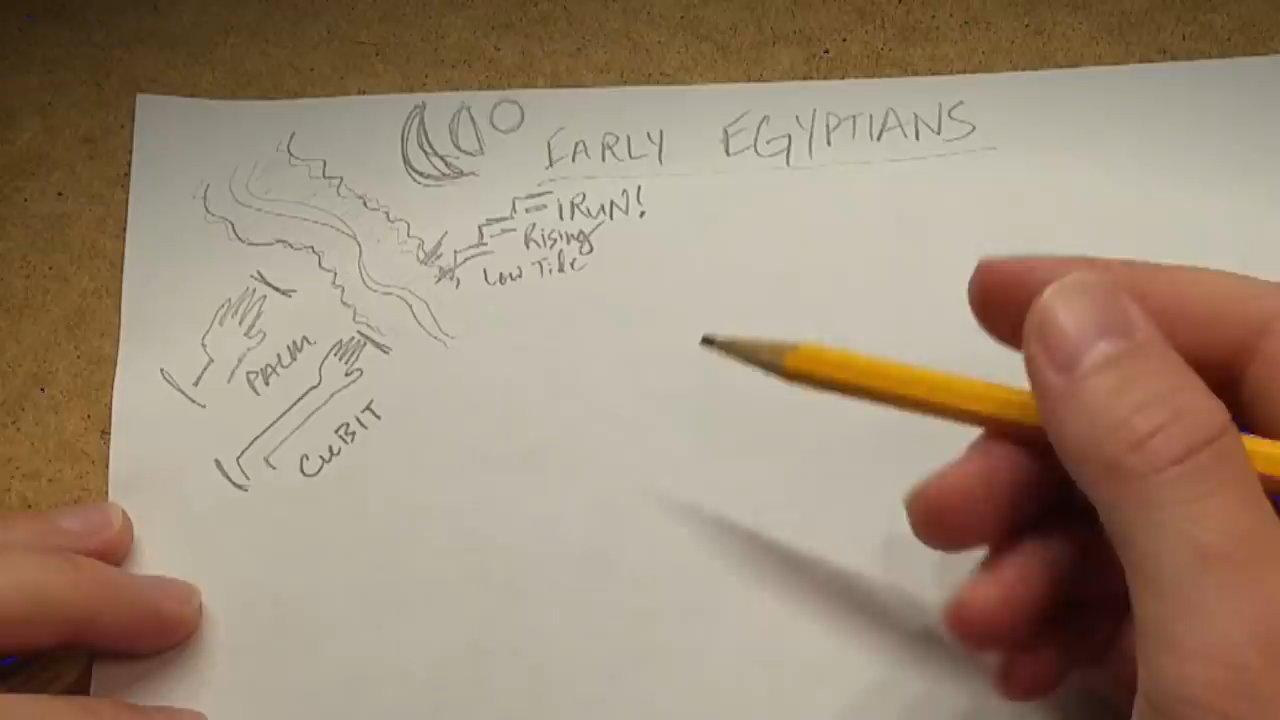 EARLY EGYPTIANS
RUN!
Rising
Low Tide
PALM
CUBIT